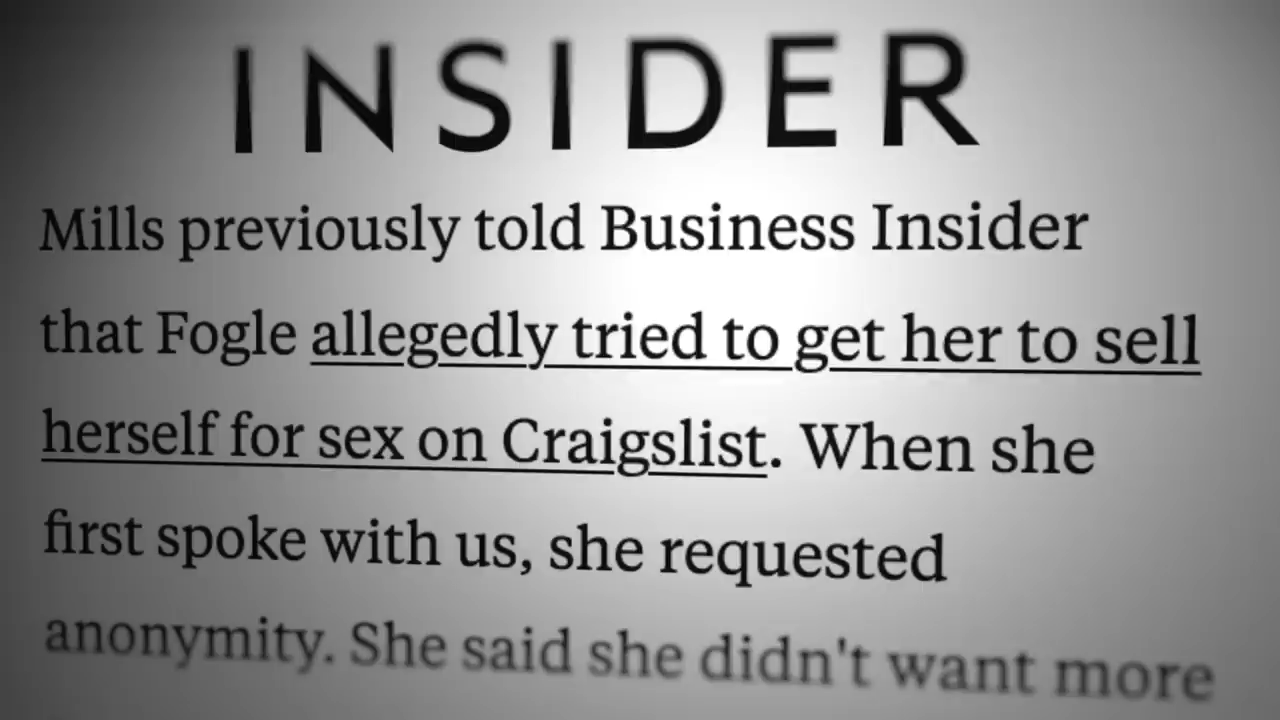 INSIDER
Mills previously told Business Insider
that Fogle allegedly tried to get her to sell
herself for sex on Craigslist. When she
first spoke with us, she requested
anonymity. She said she didn't want more